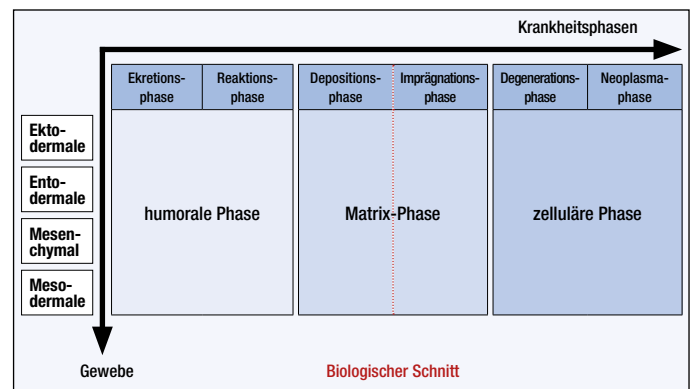 Krankheitsphasen
Ekretions-
phase
Reaktions-
phase
Depositions-
phase
Imprägnations-
phase
Degenerations-
phase
Neoplasma-
phase
Ekto-
dermale
Ento-
dermale
Mesen-
chymal
Meso-
dermale
humorale Phase
Matrix-Phase
zelluläre Phase
Gewebe
Biologischer Schnitt